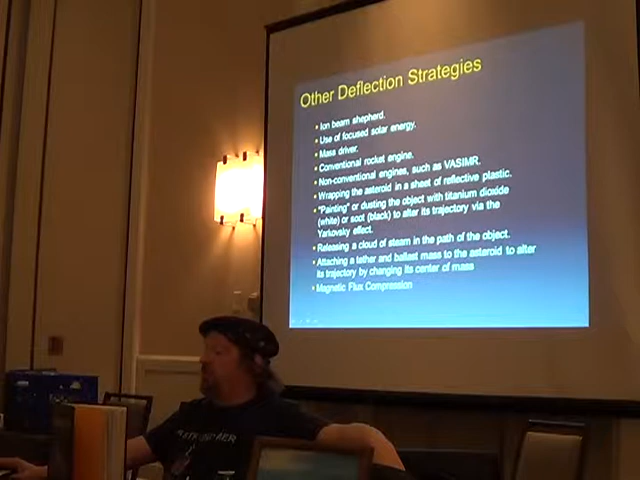 Other Deflection Strategies
• Ion beam shepherd.
• Use of focused solar energy.
• Mass driver.
• Conventional rocket engine.
• Non-conventional engines, such as VASIMR.
• Wrapping the asteroid in a sheet of reflective plastic.
• "Painting" or dusting the object with titanium dioxide
(white) or soot (black) to alter its trajectory via the
Yarkovsky effect.
• Releasing a cloud of steam in the path of the object.
• Attaching a tether and ballast mass to the asteroid to alter
its trajectory by changing its center of mass
• Magnetic Flux Compression